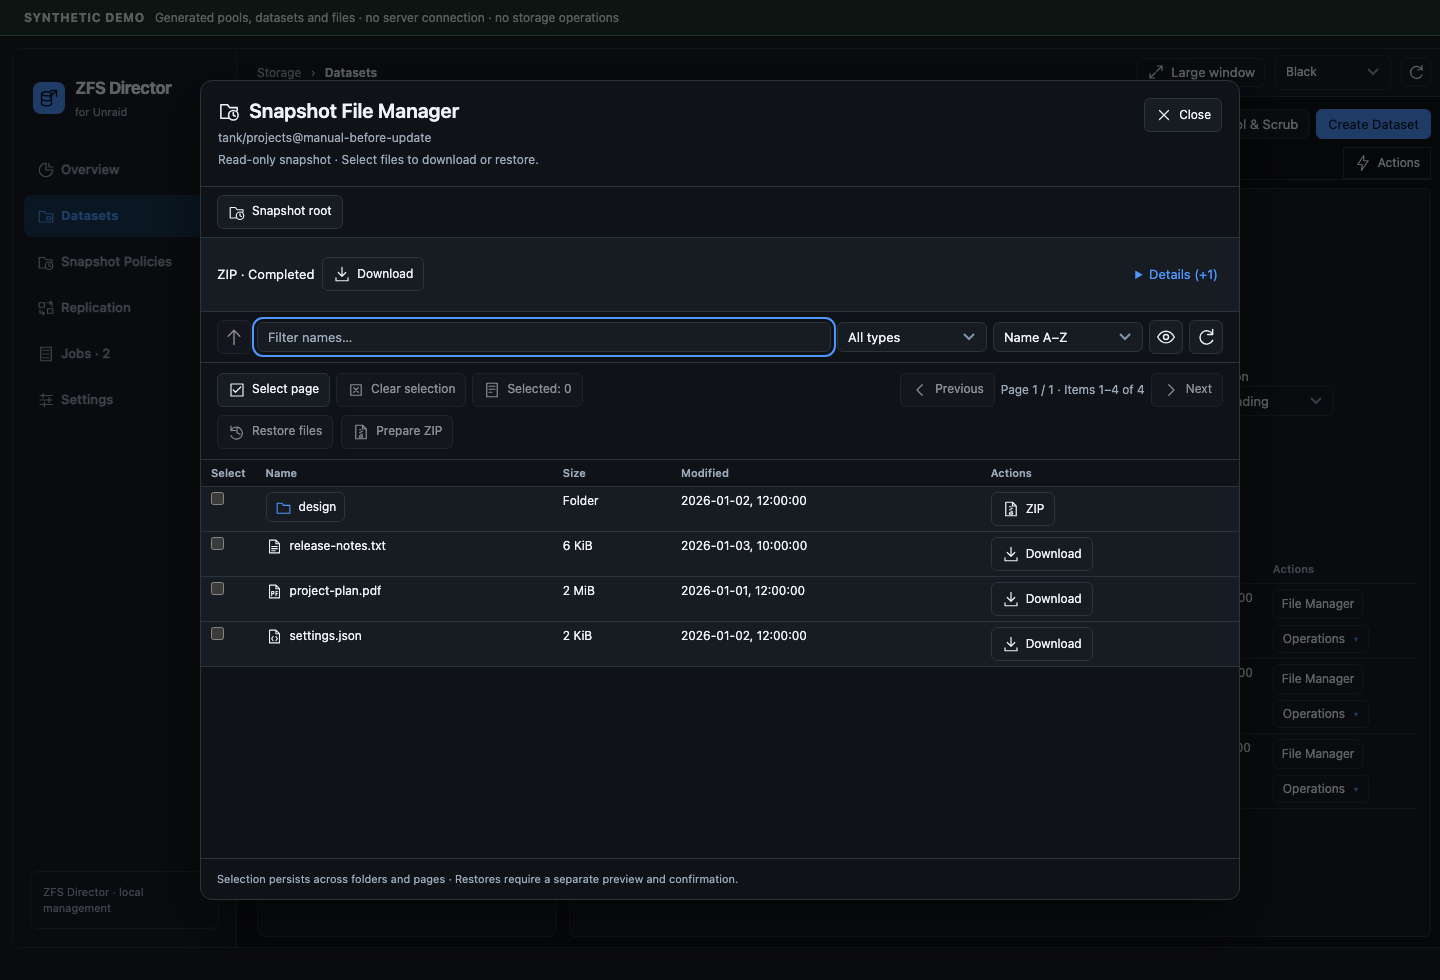 SYNTHETIC DEMO Generated pools, datasets and files · no server connection · no storage operations
ZFS Director
for Unraid
Overview
Datasets
Snapshot Policies
Replication
Jobs · 2
Settings
ZFS Director · local
management
Storage › Datasets
Large window
Black
& Scrub
Create Dataset
Actions
Snapshot File Manager
tank/projects@manual-before-update
Read-only snapshot · Select files to download or restore.
Close
Snapshot root
ZIP · Completed
Download
Details (+1)
Filter names...
All types
Name A–Z
Select page
Clear selection
Selected: 0
Previous
Page 1 / 1 · Items 1–4 of 4
Next
Restore files
Prepare ZIP
Select Name Size Modified Actions
design Folder 2026-01-02, 12:00:00 ZIP
release-notes.txt 6 KiB 2026-01-03, 10:00:00 Download
project-plan.pdf 2 MiB 2026-01-01, 12:00:00 Download
settings.json 2 KiB 2026-01-02, 12:00:00 Download
Selection persists across folders and pages · Restores require a separate preview and confirmation.
Actions
File Manager
Operations
File Manager
Operations
File Manager
Operations